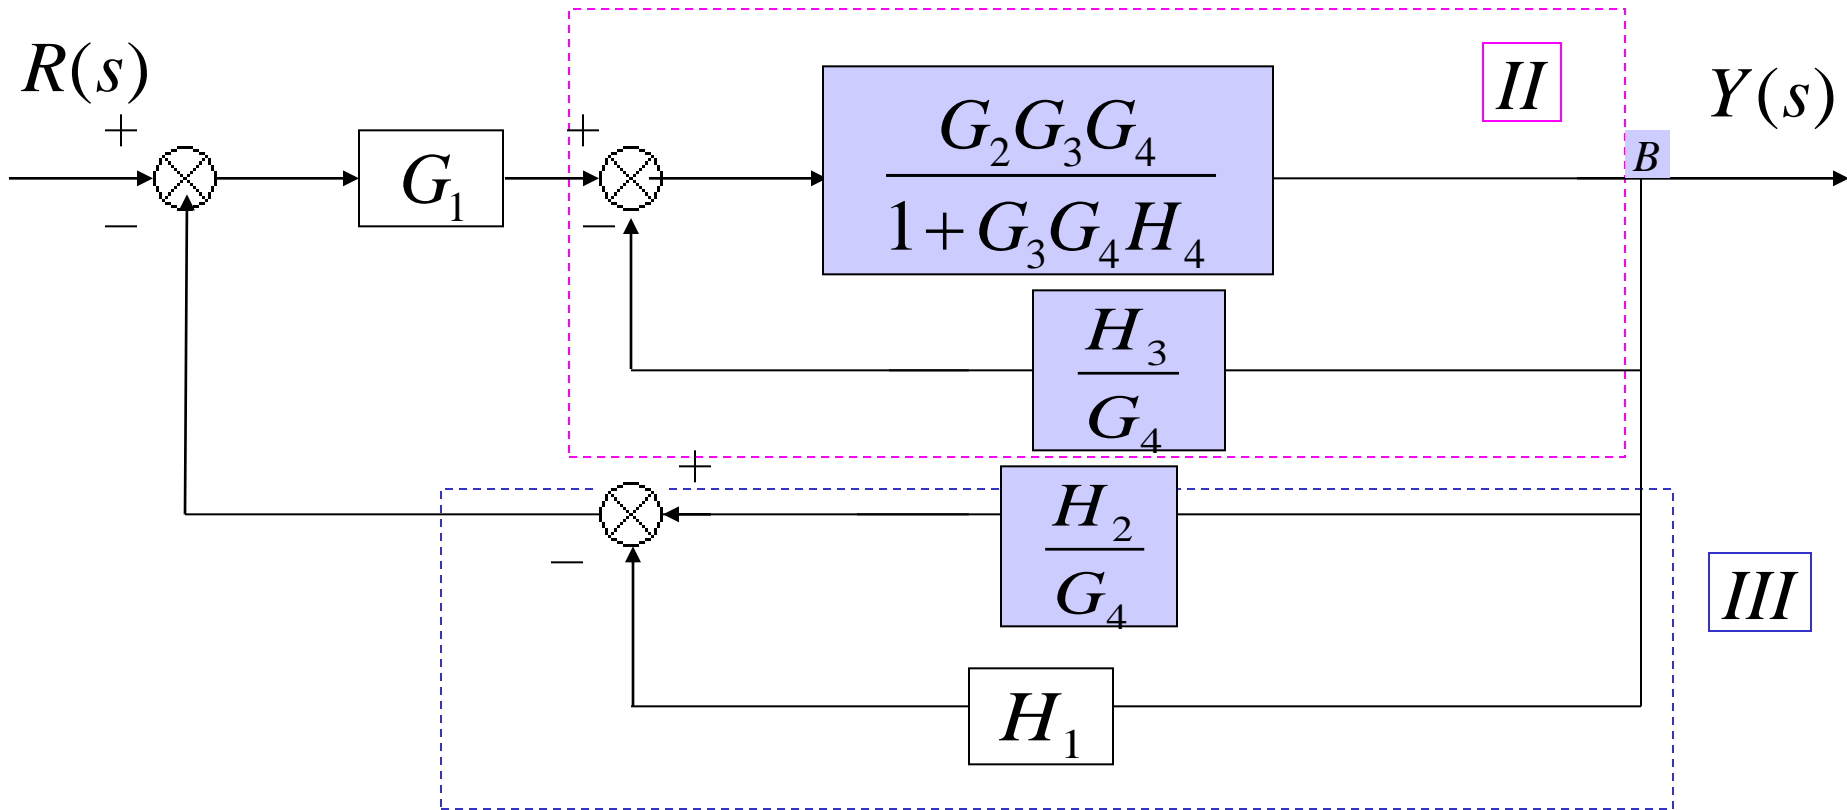 R(s)
II
Y(s)
+
+
G₂G₃G₄
B
G₁
1+G₃G₄H₄
−
−
H₃
G₄
+
H₂
−
G₄
III
H₁